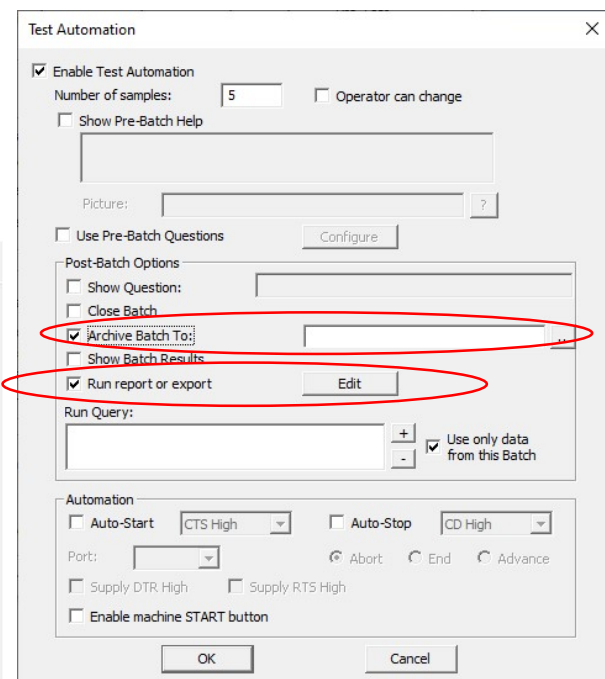 Test Automation
Enable Test Automation
Number of samples: 5 Operator can change
Show Pre-Batch Help
Picture: ?
Use Pre-Batch Questions Configure
Post-Batch Options
Show Question:
Close Batch
Archive Batch To: ..
Show Batch Results
Run report or export Edit
Run Query:
+
-
Use only data
from this Batch
Automation
Auto-Start CTS High Auto-Stop CD High
Port: Abort End Advance
Supply DTR High Supply RTS High
Enable machine START button
OK Cancel